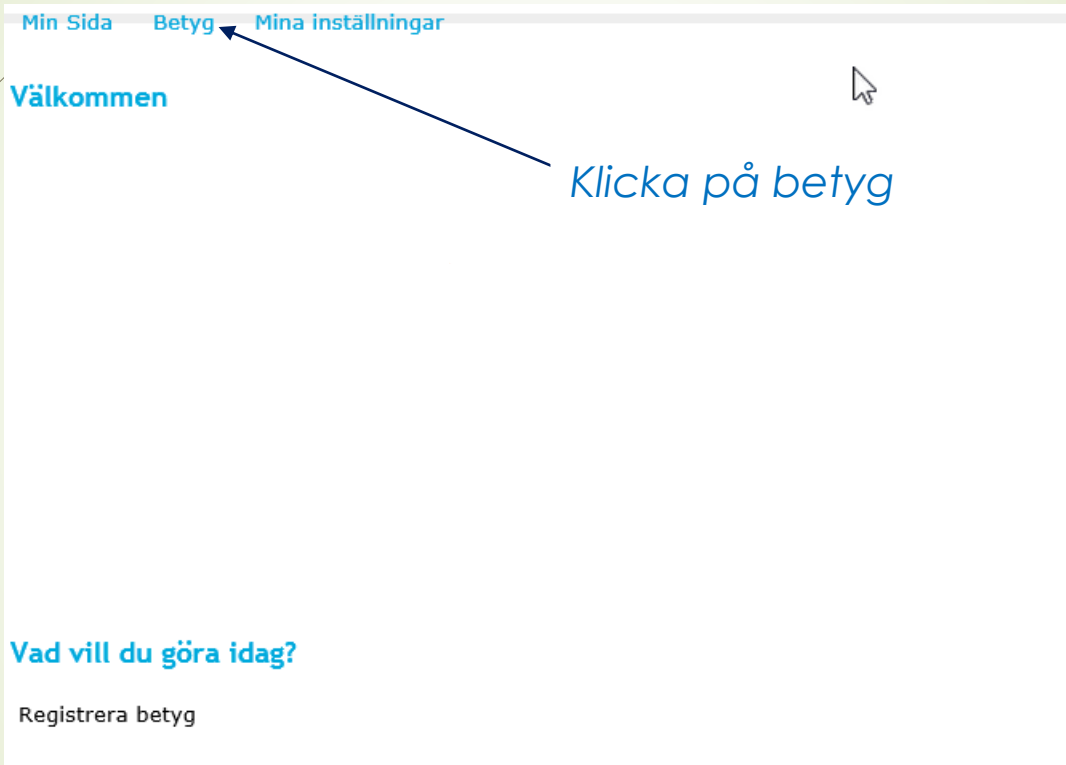 Min Sida Betyg Mina inställningar
Välkommen
Klicka på betyg
Vad vill du göra idag?
Registrera betyg